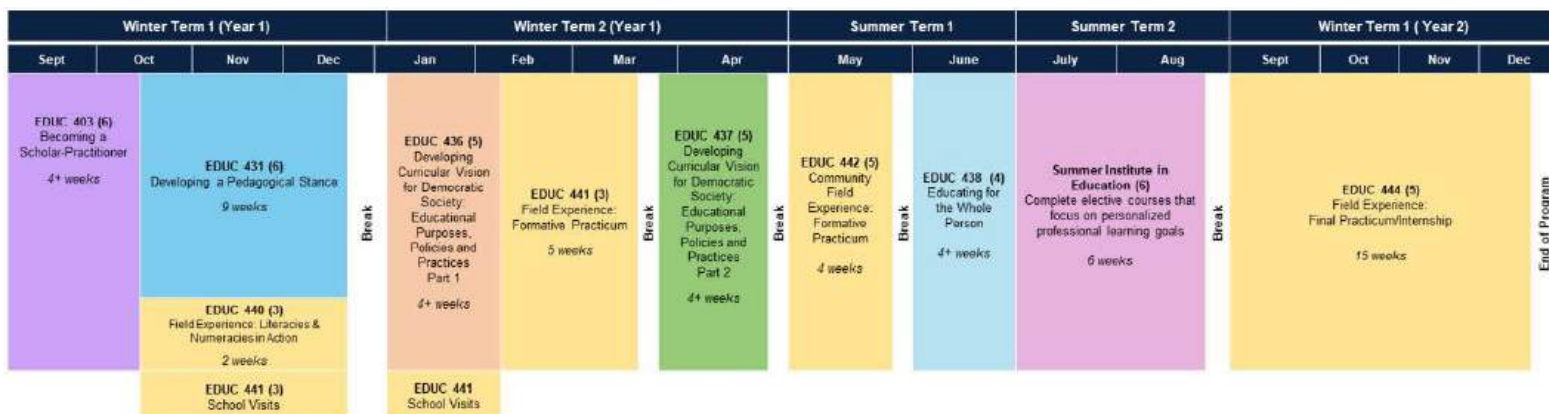 Winter Term 1 (Year 1)
Winter Term 2 (Year 1)
Summer Term 1
Summer Term 2
Winter Term 1 ( Year 2)
Sept
Oct
Nov
Dec
Jan
Feb
Mar
Apr
May
June
July
Aug
Sept
Oct
Nov
Dec
EDUC 403 (6)
Becoming a
Scholar-Practitioner
4+ weeks
EDUC 431 (6)
Developing a Pedagogical Stance
9 weeks
EDUC 440 (3)
Field Experience: Literacies &
Numeracies in Action
2 weeks
EDUC 441 (3)
School Visits
Break
EDUC 436 (5)
Developing
Curricular Vision
for Democratic
Society:
Educational
Purposes,
Policies and
Practices
Part 1
4+ weeks
EDUC 441
School Visits
EDUC 441 (3)
Field Experience:
Formative Practicum
5 weeks
Break
EDUC 437 (5)
Developing
Curricular Vision
for Democratic
Society:
Educational
Purposes,
Policies and
Practices
Part 2
4+ weeks
Break
EDUC 442 (5)
Community
Field
Experience:
Formative
Practicum
4 weeks
Break
EDUC 438 (4)
Educating for
the Whole
Person
4+ weeks
Summer Institute in
Education (6)
Complete elective courses that
focus on personalized
professional learning goals
6 weeks
Break
EDUC 444 (5)
Field Experience:
Final Practicum/Internship
15 weeks
End of Program